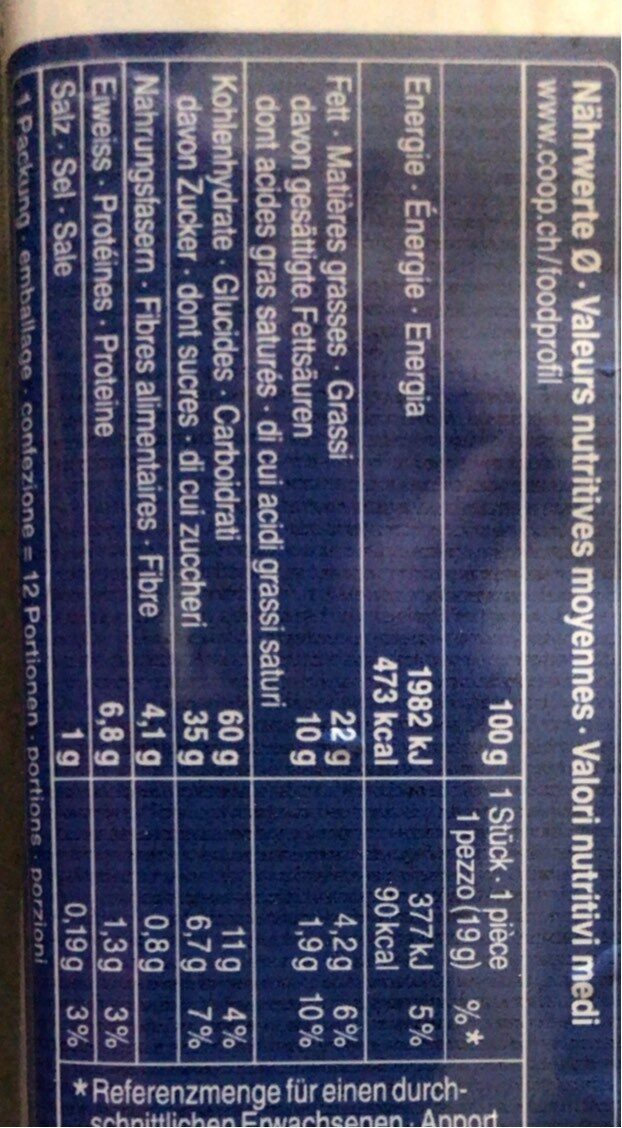 Nährwerte Ø · Valeurs nutritives moyennes · Valori nutritivi medi
www.coop.ch/foodprofil
100 g 1 Stück · 1 pièce
1 pezzo (19 g) %*
Energie · Énergie · Energia 1982 kJ 377 kJ 5%
473 kcal 90 kcal
Fett · Matières grasses · Grassi 22 g 4,2 g 6%
davon gesättigte Fettsäuren 10 g 1,9 g 10%
dont acides gras saturés · di cui acidi grassi saturi
Kohlenhydrate · Glucides · Carboidrati 60 g 11 g 4%
davon Zucker · dont sucres · di cui zuccheri 35 g 6,7 g 7%
Nahrungsfasern · Fibres alimentaires · Fibre 4,1 g 0,8 g
Eiweiss · Protéines · Proteine 6,8 g 1,3 g 3%
Salz · Sel · Sale 1 g 0,19 g 3%
1 Packung · emballage · confezione = 12 Portionen · portions · porzioni
* Referenzmenge für einen durch-
schnittlichen Erwachsenen · Apport